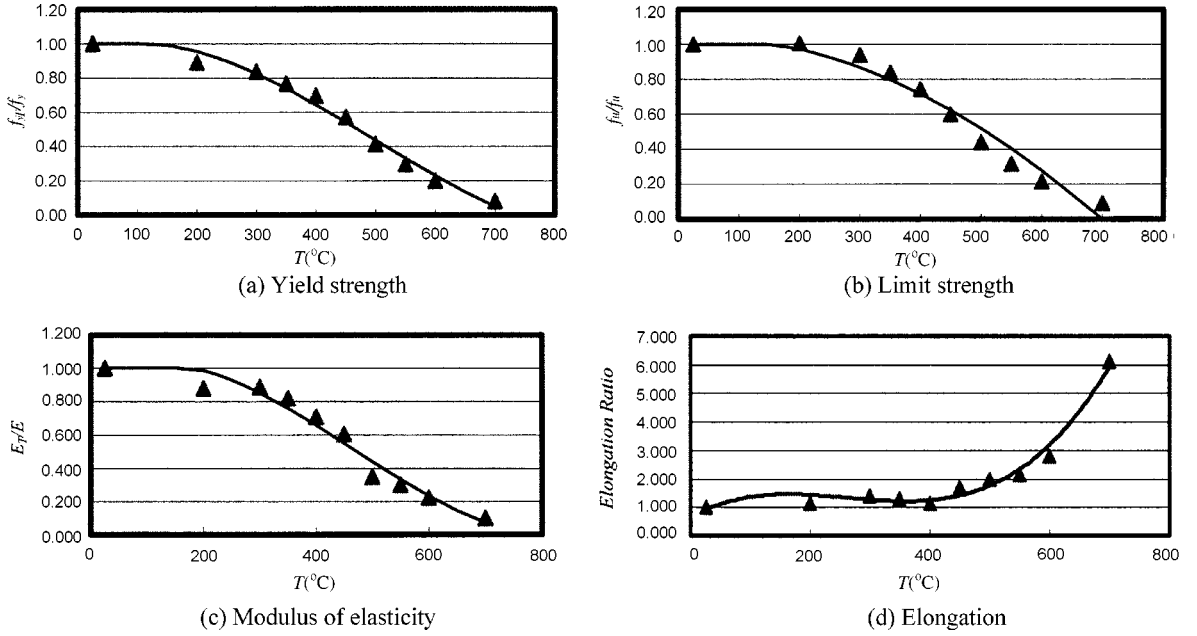 1.20
1.00
0.80
0.60
0.40
0.20
0.00
0 100 200 300 400 500 600 700 800
f_yt/f_y
T(°C)
(a) Yield strength
1.20
1.00
0.80
0.60
0.40
0.20
0.00
0 100 200 300 400 500 600 700 800
f_u/f_u
T(°C)
(b) Limit strength
1.200
1.000
0.800
0.600
0.400
0.200
0.000
0 200 400 600 800
E_T/E
T(°C)
(c) Modulus of elasticity
7.000
6.000
5.000
4.000
3.000
2.000
1.000
0.000
0 200 400 600 800
Elongation Ratio
T(°C)
(d) Elongation